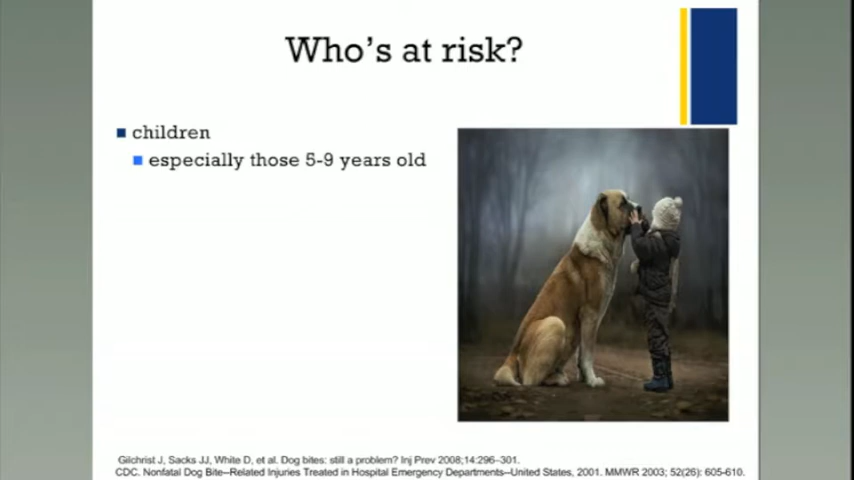 Who's at risk?
children
especially those 5-9 years old
Gilchrist J, Sacks JJ, White D, et al. Dog bites: still a problem? Inj Prev 2008;14:296–301.
CDC. Nonfatal Dog Bite--Related Injuries Treated in Hospital Emergency Departments--United States, 2001. MMWR 2003; 52(26): 605-610.